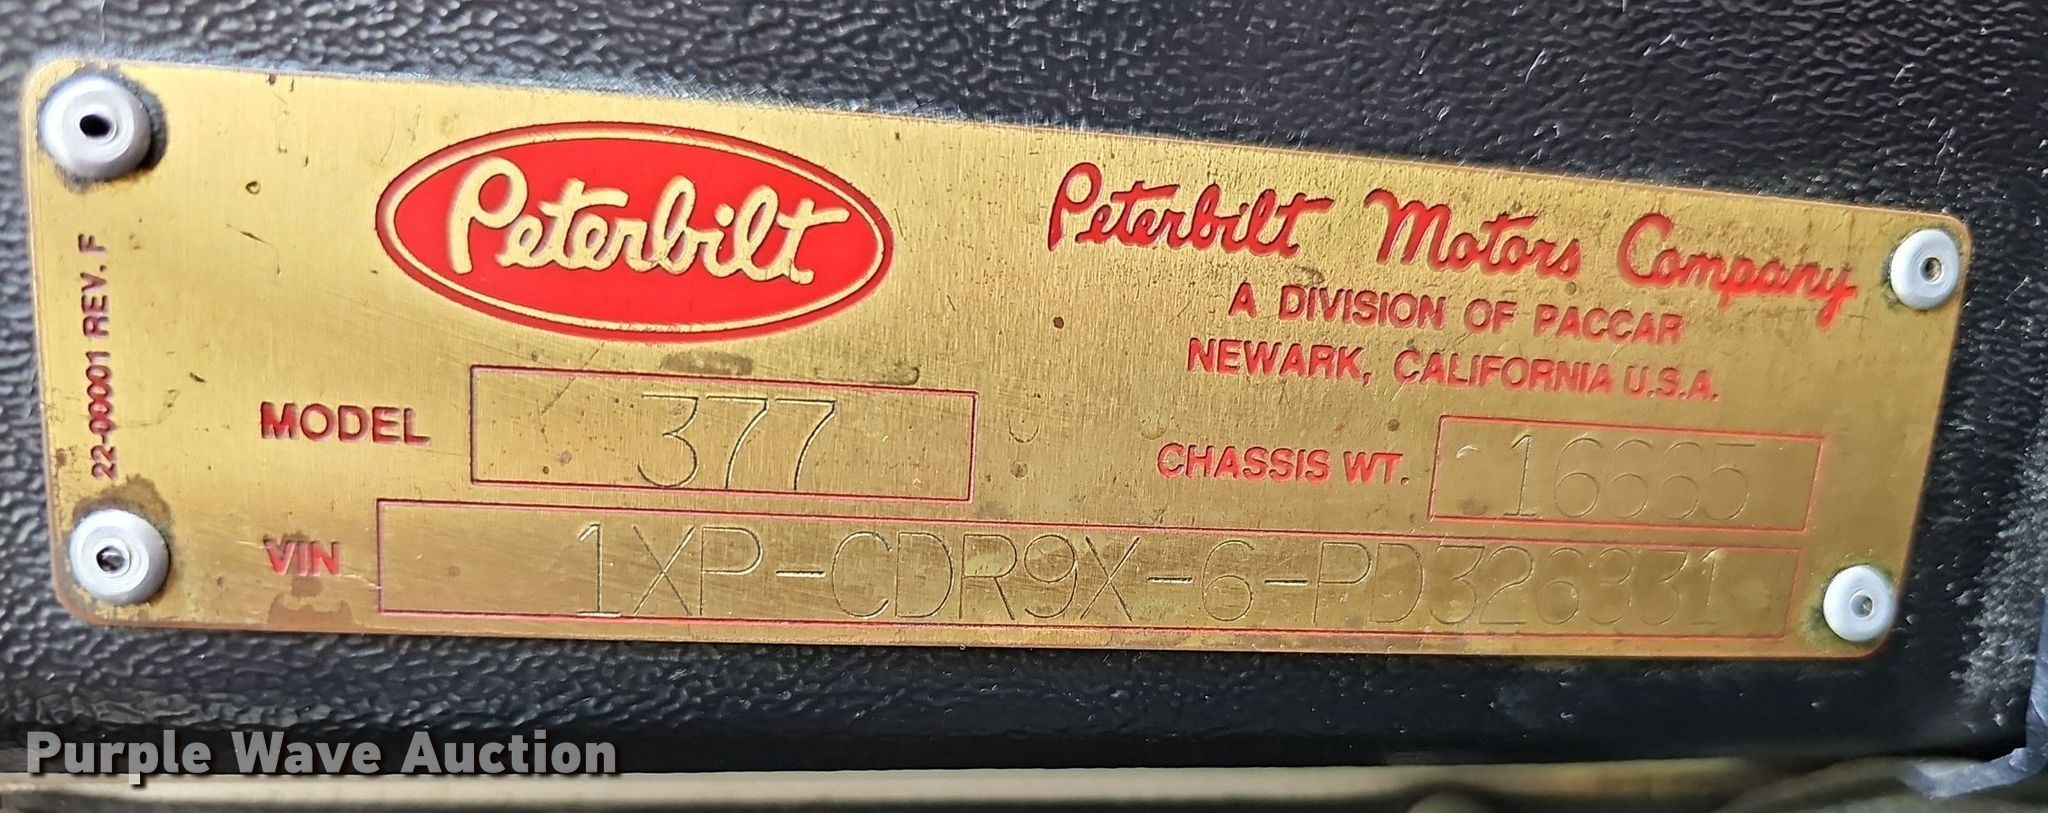 Peterbilt
Peterbilt Motors Company
A DIVISION OF PACCAR
NEWARK, CALIFORNIA U.S.A.
22-00001 REV. F
MODEL 377
CHASSIS WT. 16665
VIN 1XP-CDR9X-6-PD326831
Purple Wave Auction